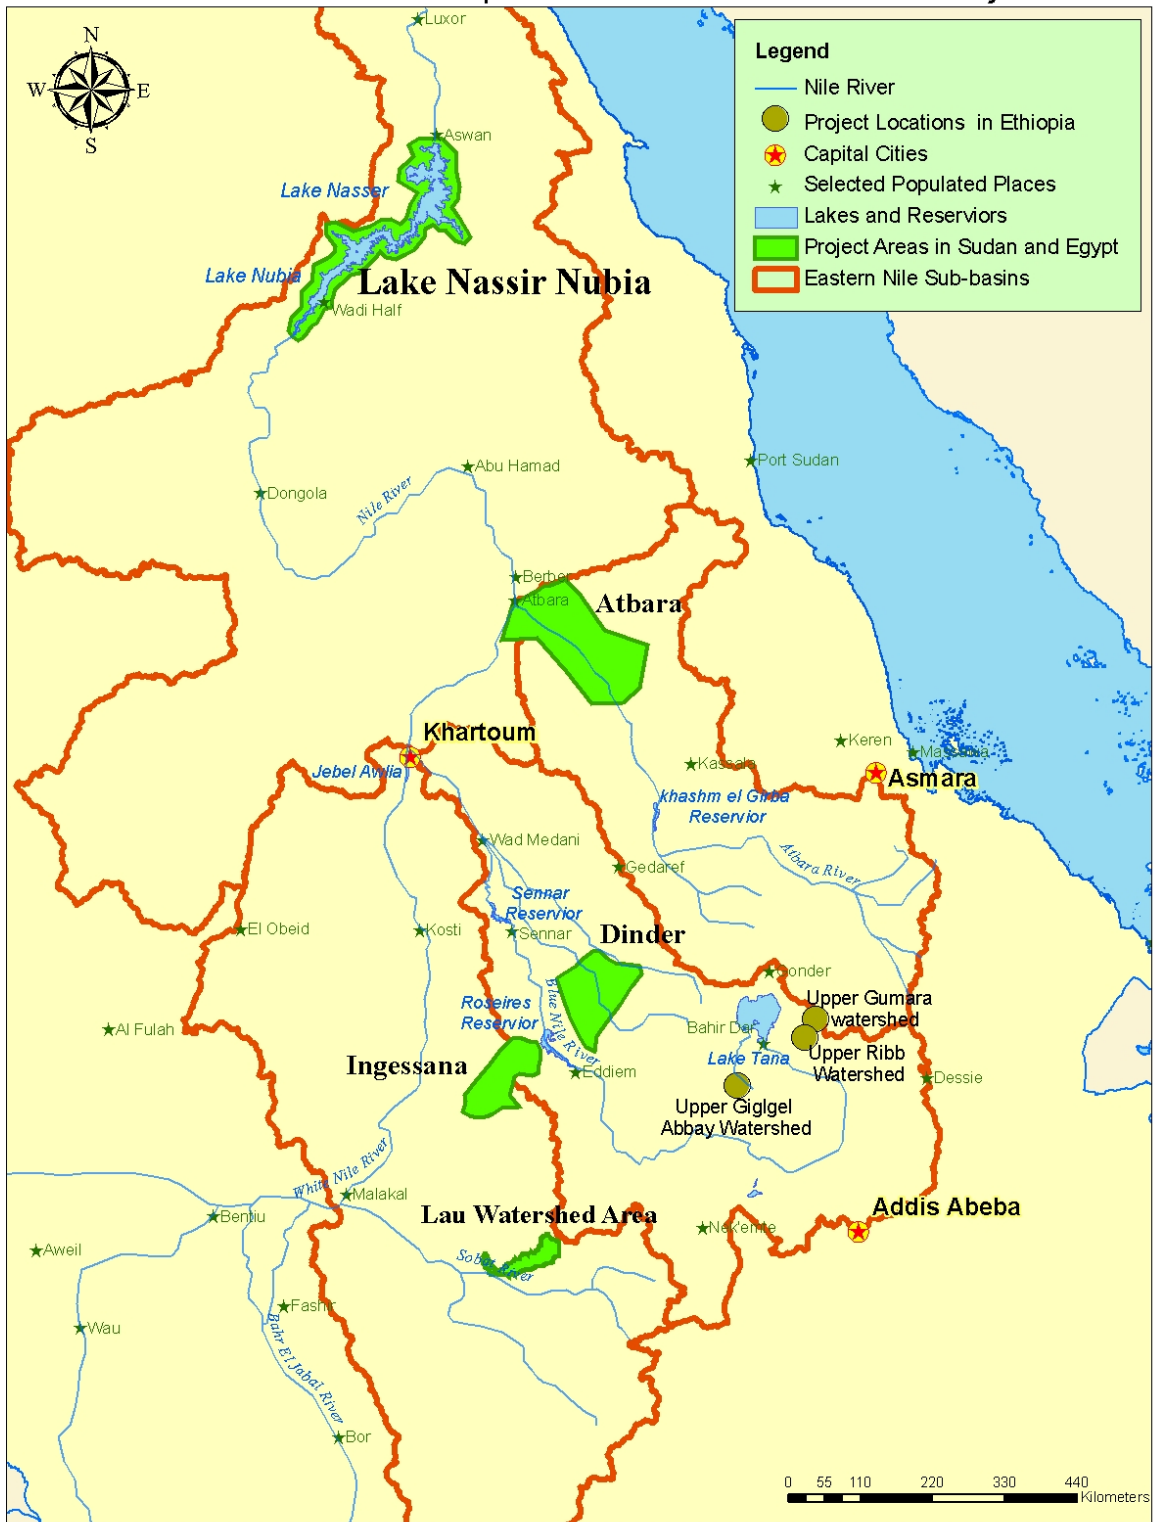 Luxor
N
W
E
S
Legend
Nile River
Project Locations in Ethiopia
Capital Cities
Selected Populated Places
Lakes and Reserviors
Project Areas in Sudan and Egypt
Eastern Nile Sub-basins
Aswan
Lake Nasser
Lake Nubia
Lake Nassir Nubia
Wadi Half
Port Sudan
Abu Hamad
Dongola
Nile River
Berber
Atbara
Atbara
Khartoum
Keren
Massawa
Jebel Awlia
Kassala
Asmara
khashm el Girba
Reservior
Wad Medani
Atbara River
Gedaref
Sennar
Reservior
El Obeid
Kosti
Sennar
Dinder
Gonder
Roseires
Reservior
Blue Nile River
Upper Gumara
watershed
Al Fulah
Bahir Dar
Lake Tana
Upper Ribb
Watershed
Ingessana
Eddiem
Dessie
Upper Giglgel
Abbay Watershed
White Nile River
Malakal
Bentiu
Lau Watershed Area
Addis Abeba
Nek'emte
Aweil
Sobat River
Fashir
Wau
Bahr El Jabal River
Bor
0 55 110 220 330 440
Kilometers